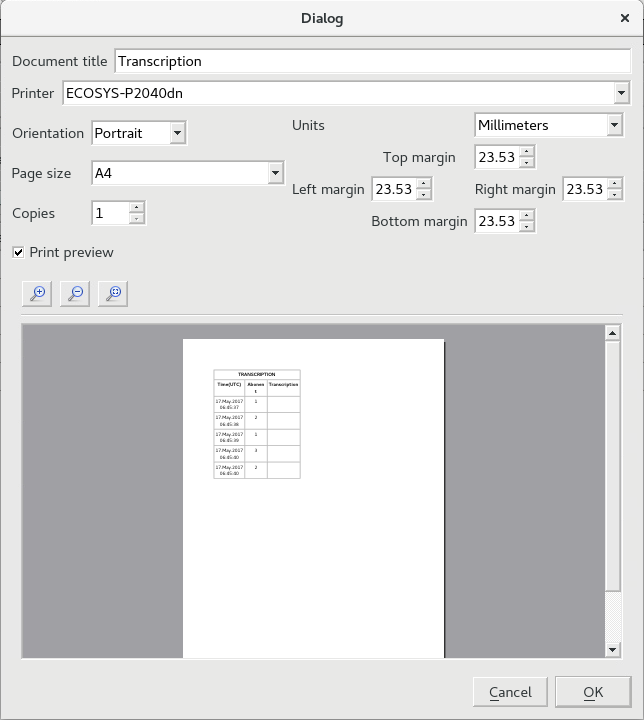 Dialog
Document title Transcription
Printer ECOSYS-P2040dn
Orientation Portrait
Units Millimeters
Top margin 23.53
Page size A4
Left margin 23.53 Right margin 23.53
Copies 1
Bottom margin 23.53
Print preview
TRANSCRIPTION
Time(UTC) Abonen Transcription
t
17.May.2017 1
06:45:37
17.May.2017 2
06:45:38
17.May.2017 1
06:45:39
17.May.2017 3
06:45:40
17.May.2017 2
06:45:40
Cancel OK